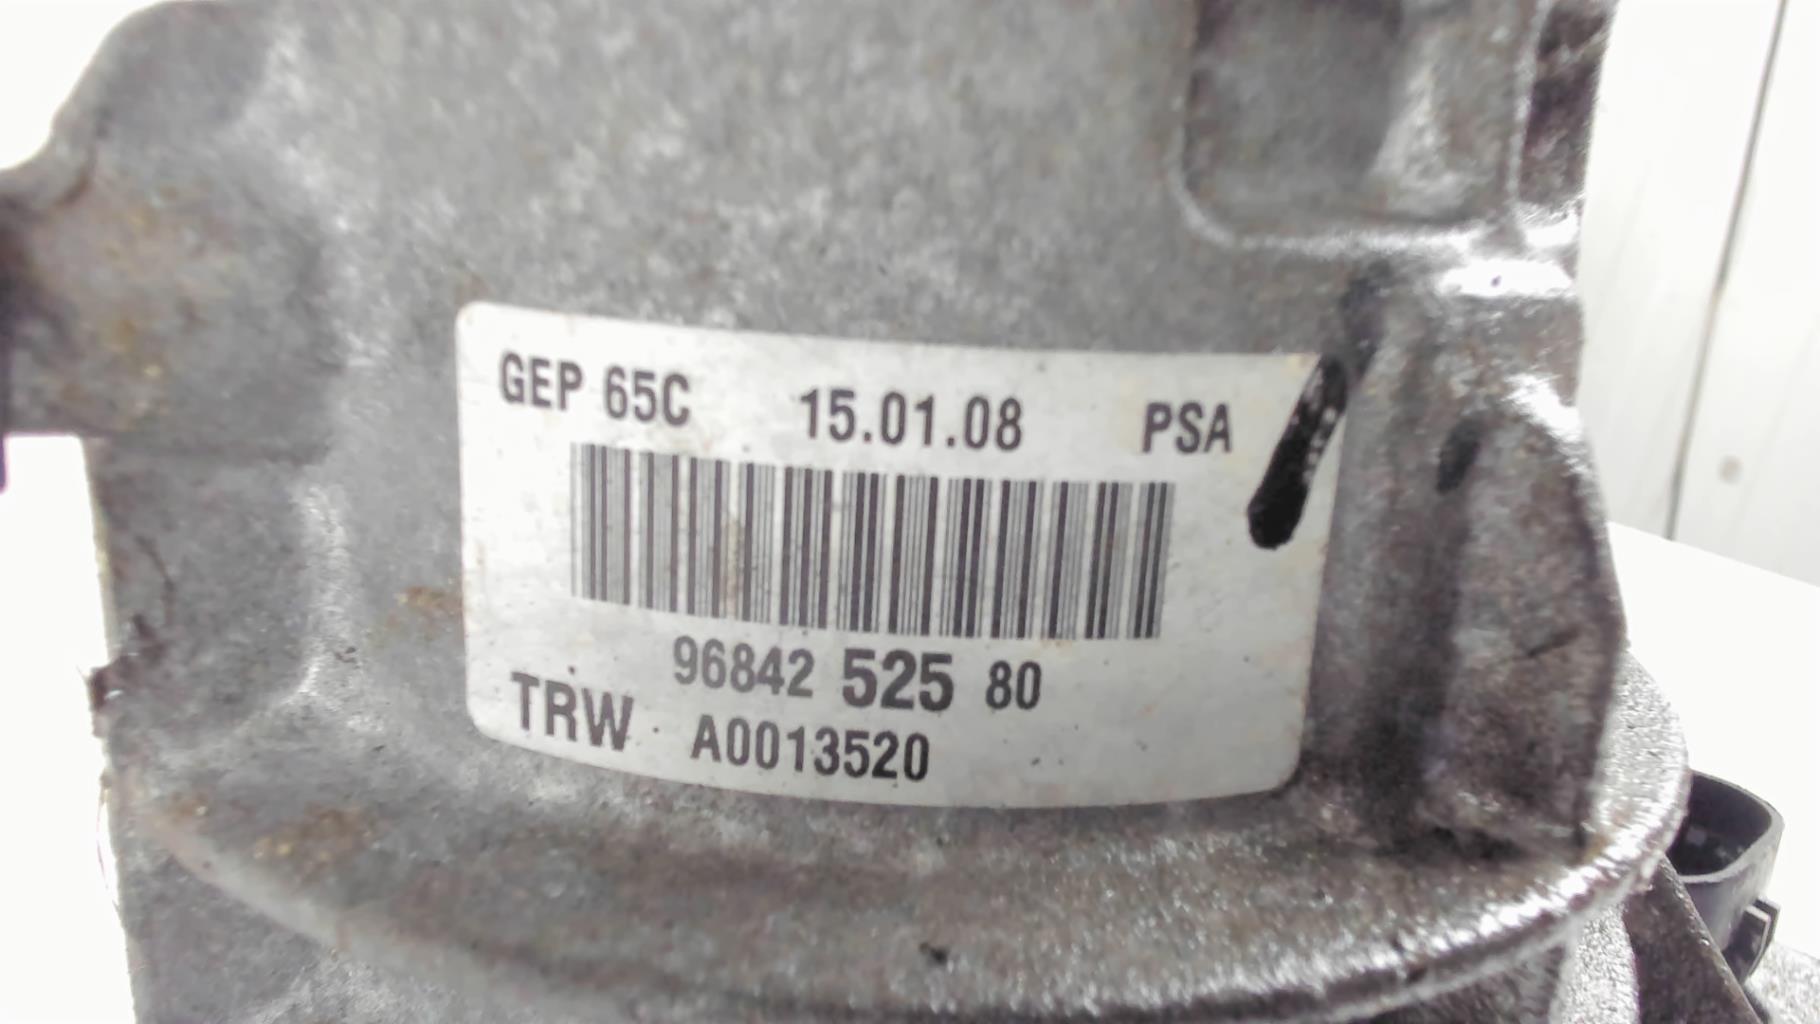 GEP 65C 15.01.08 PSA
96842 525 80
TRW A0013520